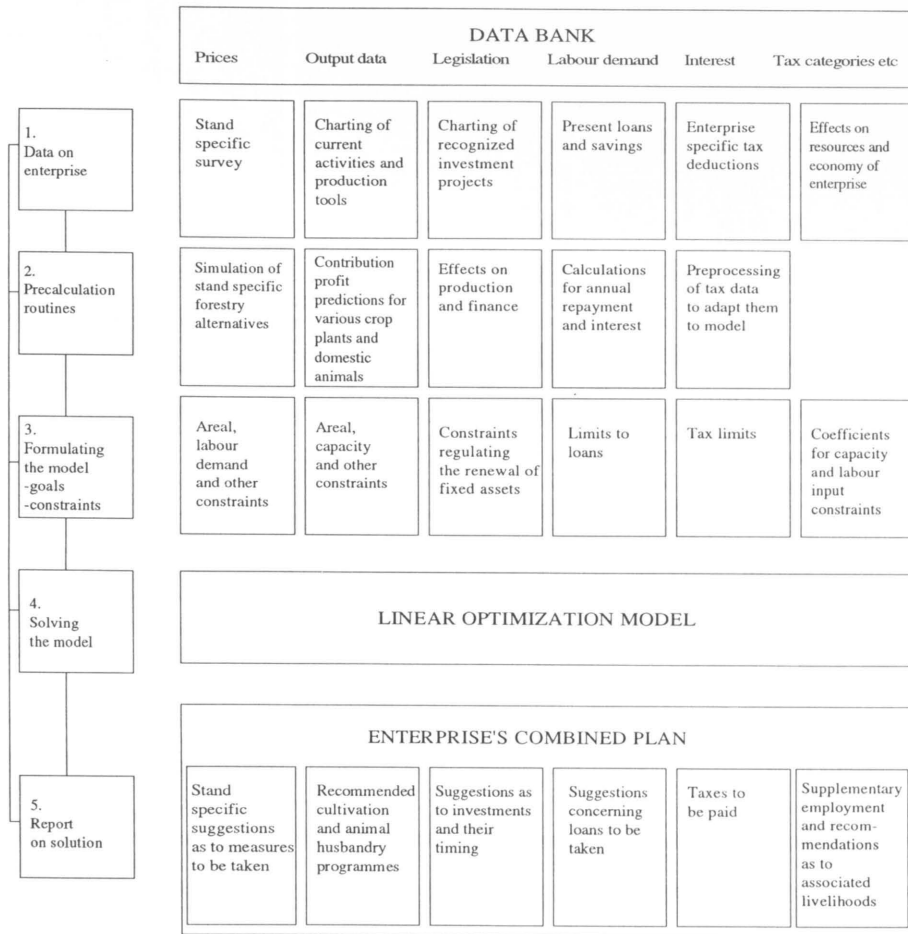 DATA BANK
Prices Output data Legislation Labour demand Interest Tax categories etc
1.
Data on
enterprise
Stand
specific
survey
Charting of
current
activities and
production
tools
Charting of
recognized
investment
projects
Present loans
and savings
Enterprise
specific tax
deductions
Effects on
resources and
economy of
enterprise
2.
Precalculation
routines
Simulation of
stand specific
forestry
alternatives
Contribution
profit
predictions for
various crop
plants and
domestic
animals
Effects on
production
and finance
Calculations
for annual
repayment
and interest
Preprocessing
of tax data
to adapt them
to model
3.
Formulating
the model
-goals
-constraints
Areal,
labour
demand
and other
constraints
Areal,
capacity
and other
constraints
Constraints
regulating
the renewal of
fixed assets
Limits to
loans
Tax limits
Coefficients
for capacity
and labour
input
constraints
4.
Solving
the model
LINEAR OPTIMIZATION MODEL
ENTERPRISE'S COMBINED PLAN
5.
Report
on solution
Stand
specific
suggestions
as to measures
to be taken
Recommended
cultivation
and animal
husbandry
programmes
Suggestions as
to investments
and their
timing
Suggestions
concerning
loans to be
taken
Taxes to
be paid
Supplementary
employment
and recom-
mendations
as to
associated
livelihoods